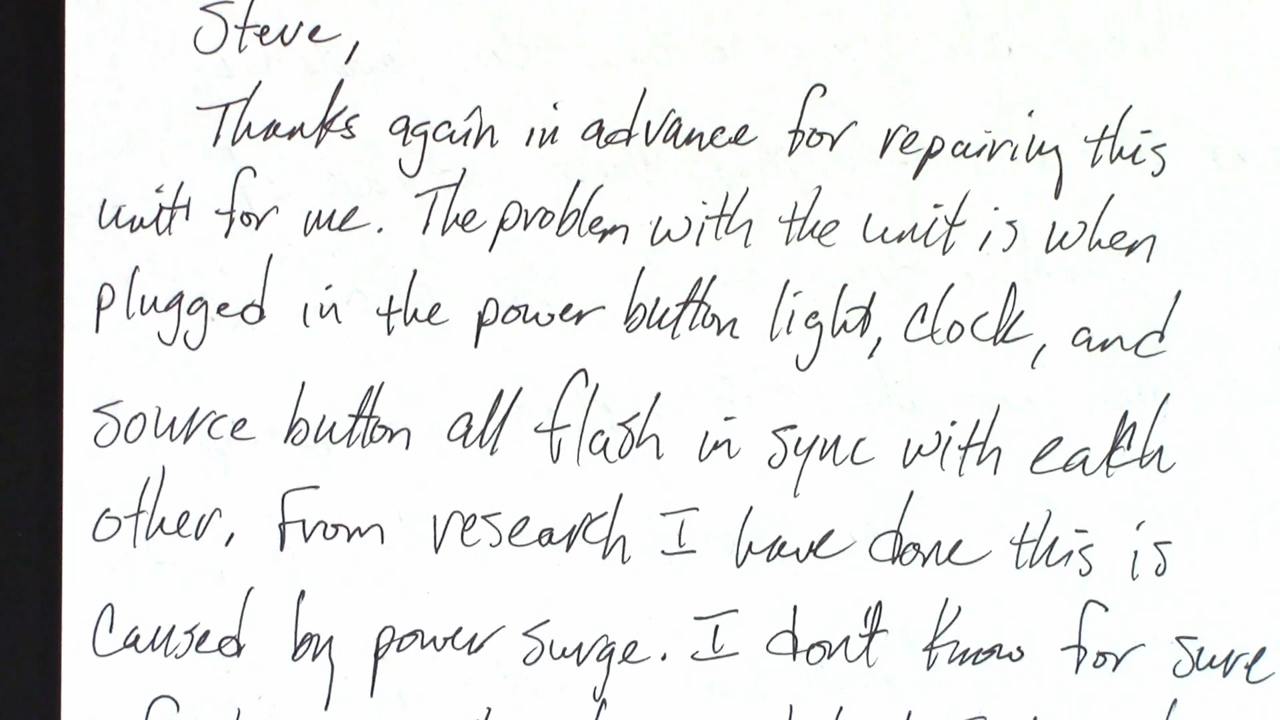 Steve,
Thanks again in advance for repairing this
unit for me. The problem with the unit is when
plugged in the power button light, clock, and
source button all flash in sync with each
other. From research I have done this is
caused by power surge. I don't know for sure